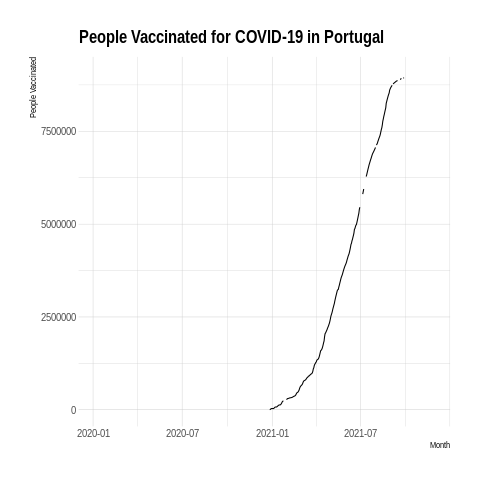 People Vaccinated for COVID-19 in Portugal
People Vaccinated
7500000
5000000
2500000
0
2020-01
2020-07
2021-01
2021-07
Month